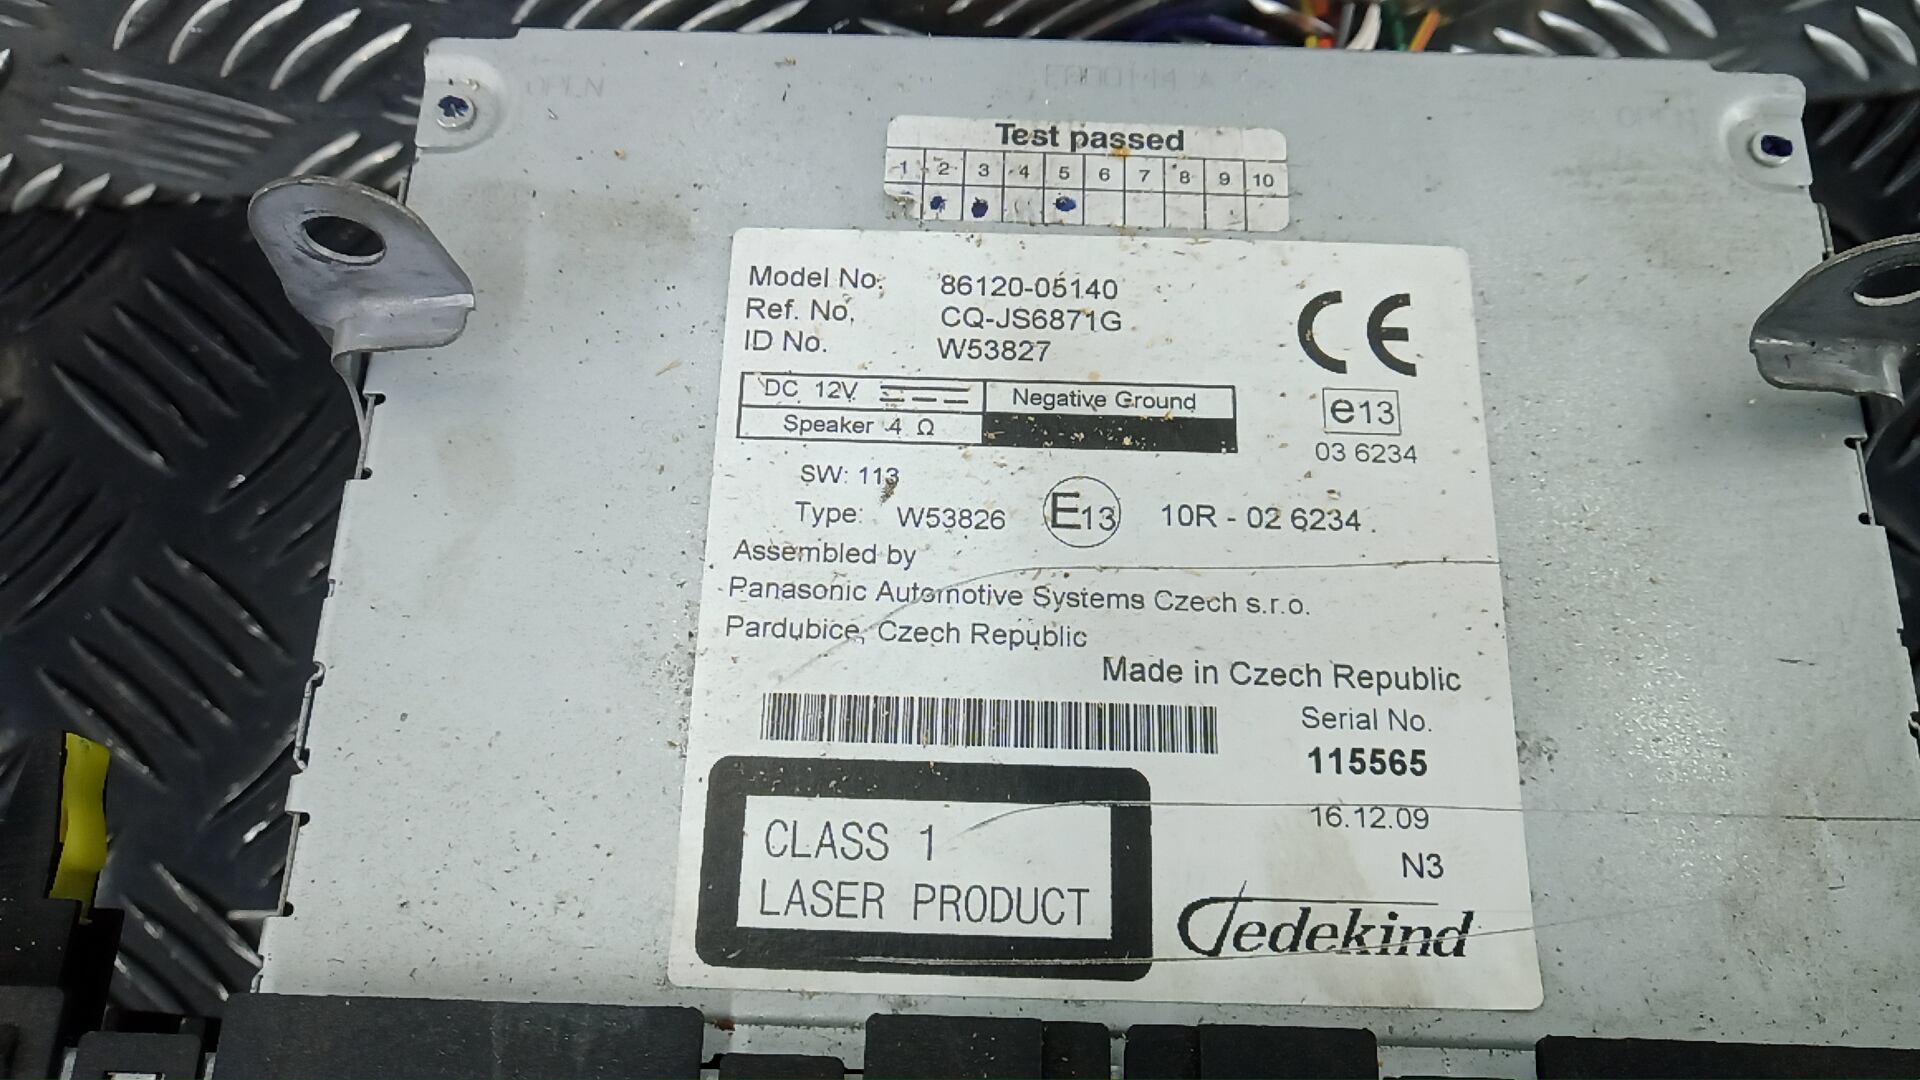 OPEN
Test passed
1 2 3 4 5 6 7 8 9 10
Model No. 86120-05140
Ref. No. CQ-JS6871G
ID No. W53827
DC 12V Negative Ground
Speaker 4 Ω
CE
e13
03 6234
SW: 113
Type: W53826 E13 10R - 02 6234
Assembled by
Panasonic Automotive Systems Czech s.r.o.
Pardubice, Czech Republic
Made in Czech Republic
Serial No.
115565
16.12.09
N3
CLASS 1
LASER PRODUCT
Jedekind